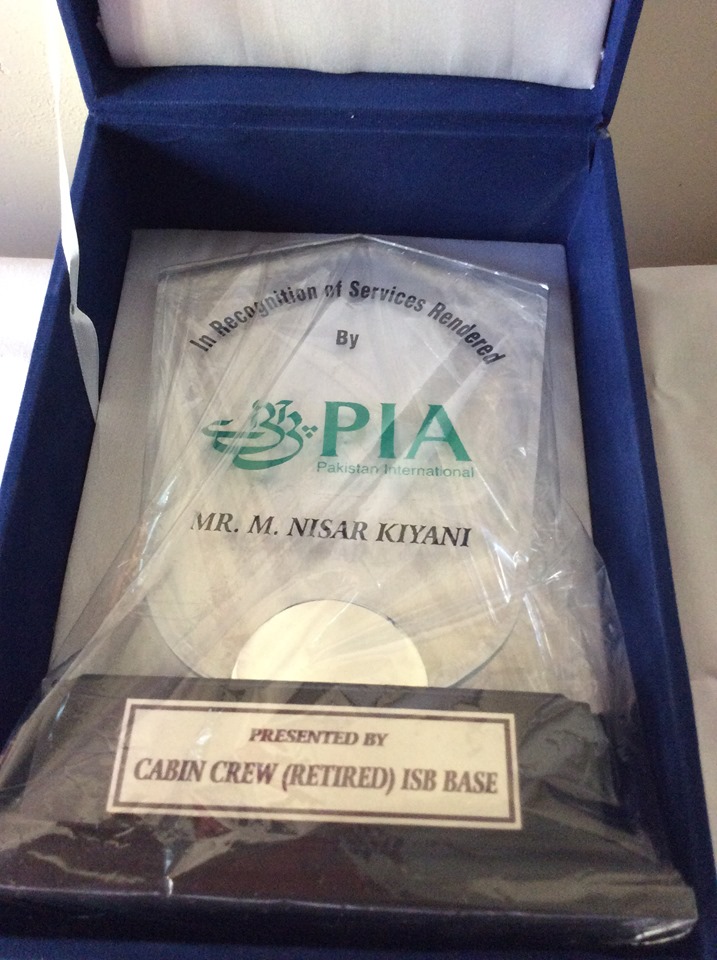 In Recognition of Services Rendered
By
PIA
Pakistan International
MR. M. NISAR KIYANI
PRESENTED BY
CABIN CREW (RETIRED) ISB BASE